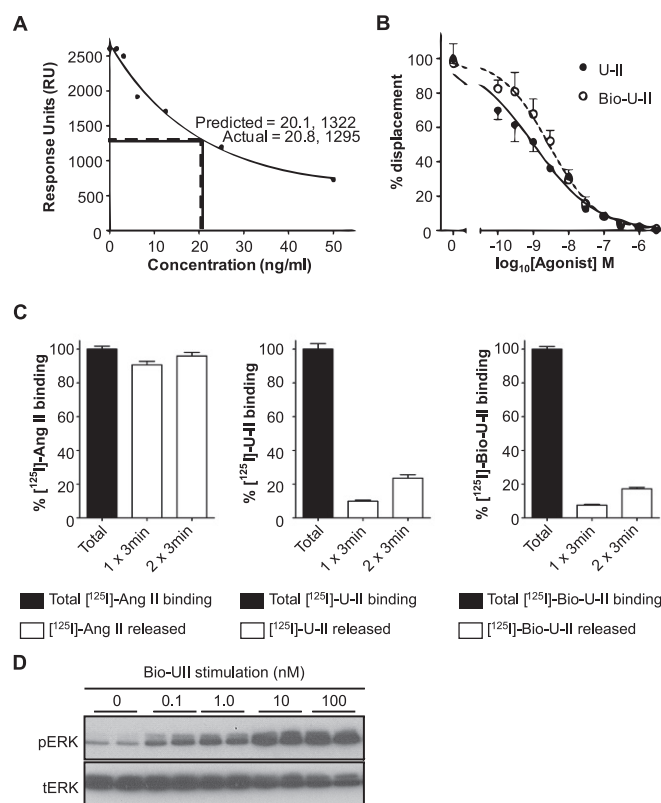 A
Response Units (RU)
2500
2000
1500
1000
500
0
Predicted = 20.1, 1322
Actual = 20.8, 1295
0 10 20 30 40 50
Concentration (ng/ml)
B
% displacement
120
100
80
60
40
20
0
U-II
Bio-U-II
0 -10 -9 -8 -7 -6
log10[Agonist] M
C
% [125I]-Ang II binding
100
80
60
40
20
0
Total
1 x 3min
2 x 3min
Total [125I]-Ang II binding
[125I]-Ang II released
% [125I]-U-II binding
100
80
60
40
20
0
Total
1 x 3min
2 x 3min
Total [125I]-U-II binding
[125I]-U-II released
% [125I]-Bio-U-II binding
100
80
60
40
20
0
Total
1 x 3min
2 x 3min
Total [125I]-Bio-U-II binding
[125I]-Bio-U-II released
D
Bio-UII stimulation (nM)
0 0.1 1.0 10 100
pERK
tERK